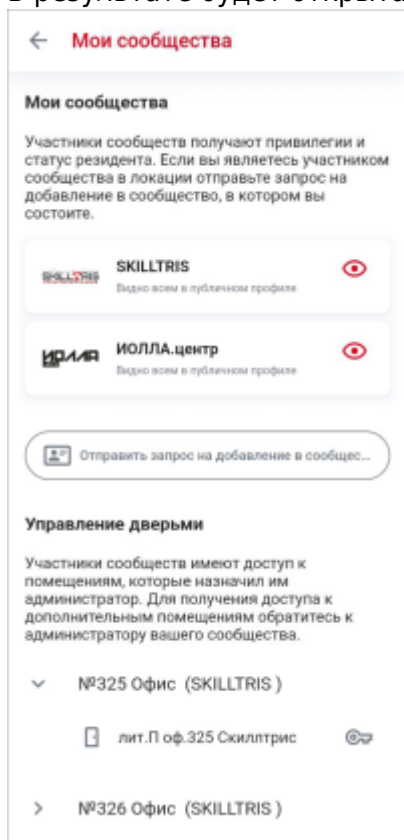 В результате будет открыта
Мои сообщества
Мои сообщества
Участники сообществ получают привилегии и
статус резидента. Если вы являетесь участником
сообщества в локации отправьте запрос на
добавление в сообщество, в котором вы
состоите.
SKILLTRIS
SKILLTRIS
Видно всем в публичном профиле
ИОЛЛА
ИОЛЛА.центр
Видно всем в публичном профиле
Отправить запрос на добавление в сообщес...
Управление дверьми
Участники сообществ имеют доступ к
помещениям, которые назначил им
администратор. Для получения доступа к
дополнительным помещениям обратитесь к
администратору вашего сообщества.
№325 Офис (SKILLTRIS )
лит.П оф.325 Скиллтрис
№326 Офис (SKILLTRIS )